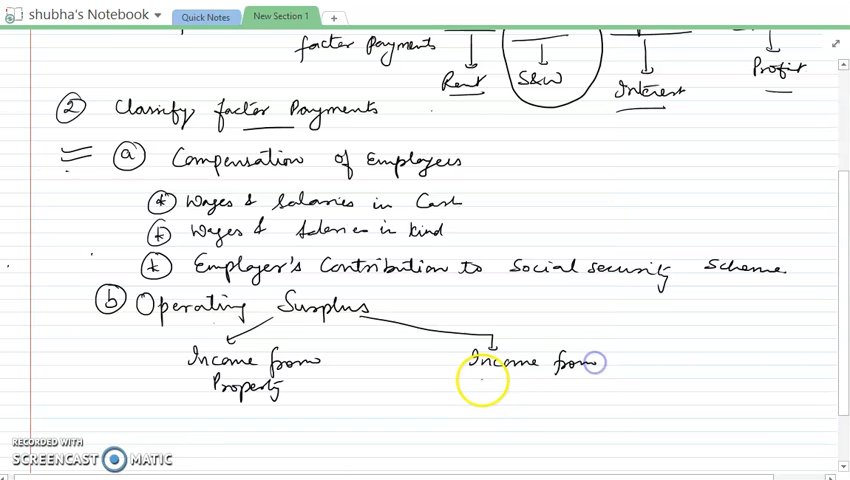 shubha's Notebook
Quick Notes
New Section 1
+
factor Payments
Rent
S&W
Interest
Profit
② Classify factor Payments
ⓐ Compensation of Employees
* Wages & Salaries in Cash
* Wages & Salaries in kind
* Employer's Contribution to Social security Scheme
ⓑ Operating Surplus
Income from Property
Income from
RECORDED WITH
SCREENCAST MATIC